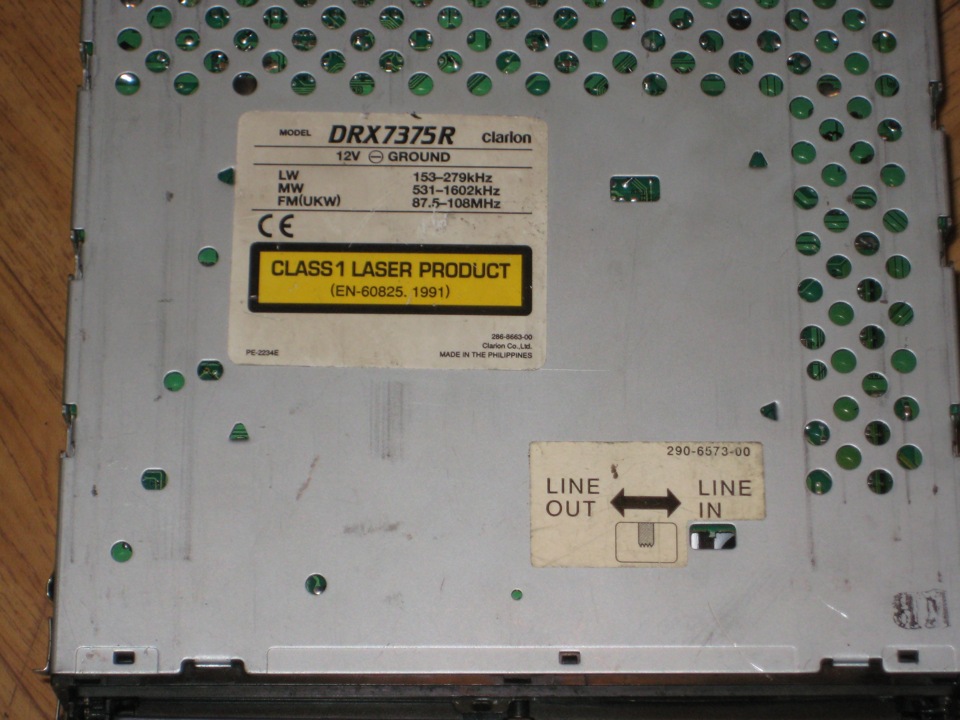 MODEL DRX7375R clarion
12V ⊖ GROUND
LW 153–279kHz
MW 531–1602kHz
FM(UKW) 87.5–108MHz
CE
CLASS 1 LASER PRODUCT
(EN-60825. 1991)
286-8663-00
Clarion Co.,Ltd.
PE-2234E MADE IN THE PHILIPPINES
290-6573-00
LINE OUT
LINE IN